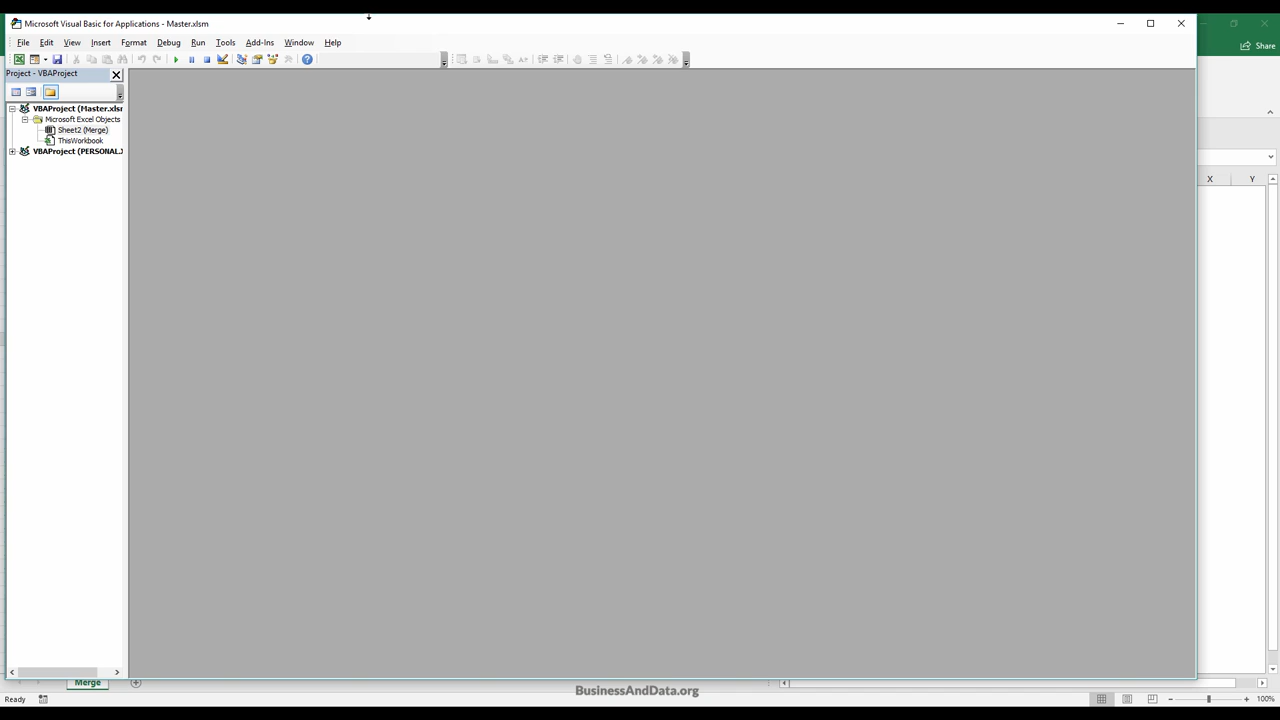 Microsoft Visual Basic for Applications - Master.xlsm
File Edit View Insert Format Debug Run Tools Add-Ins Window Help
Share
Project - VBAProject
VBAProject (Master.xlsm
Microsoft Excel Objects
Sheet2 (Merge)
ThisWorkbook
VBAProject (PERSONAL.
X Y
Merge
BusinessAndData.org
Ready
100%